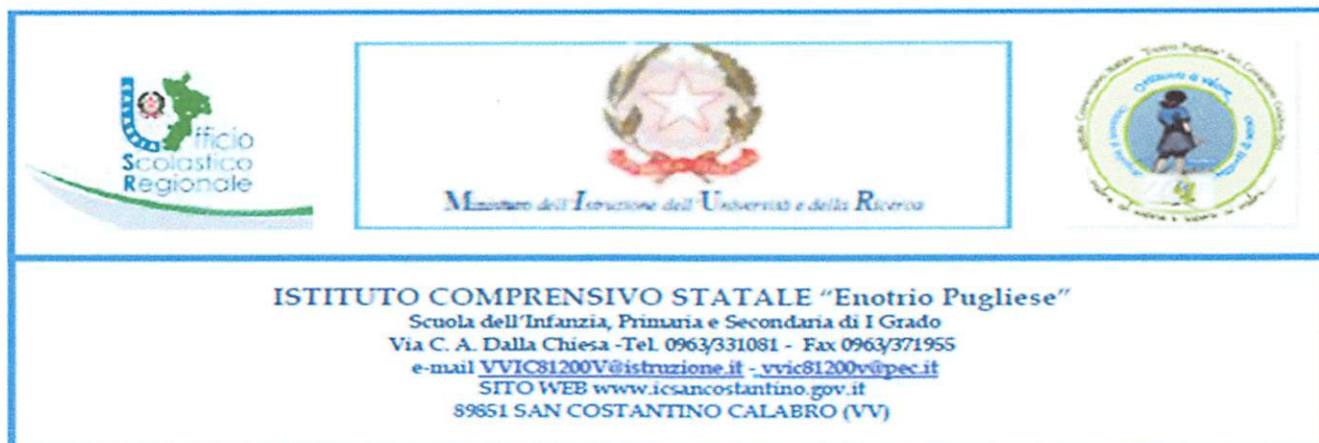 CALABRIA
Ufficio
Scolastico
Regionale
Ministero dell'Istruzione dell'Università e della Ricerca
ISTITUTO COMPRENSIVO STATALE "Enotrio Pugliese"
Scuola dell'Infanzia, Primaria e Secondaria di I Grado
Via C. A. Dalla Chiesa -Tel. 0963/331081 - Fax 0963/371955
e-mail VVIC81200V@istruzione.it - vvic81200v@pec.it
SITO WEB www.icsancostantino.gov.it
89851 SAN COSTANTINO CALABRO (VV)